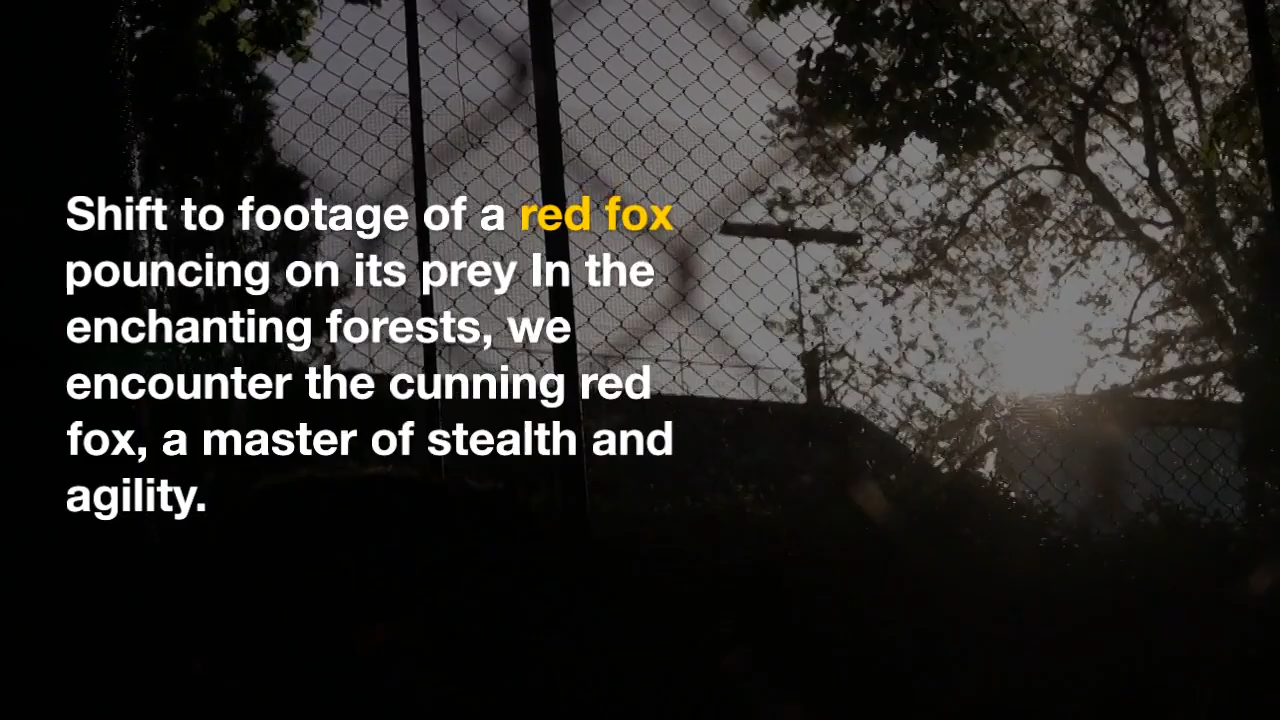 Shift to footage of a red fox
pouncing on its prey In the
enchanting forests, we
encounter the cunning red
fox, a master of stealth and
agility.